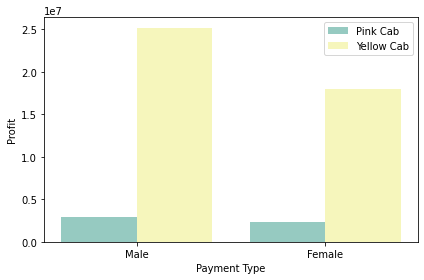 1e7
Pink Cab
Yellow Cab
2.5
2.0
1.5
1.0
0.5
0.0
Profit
Male Female
Payment Type